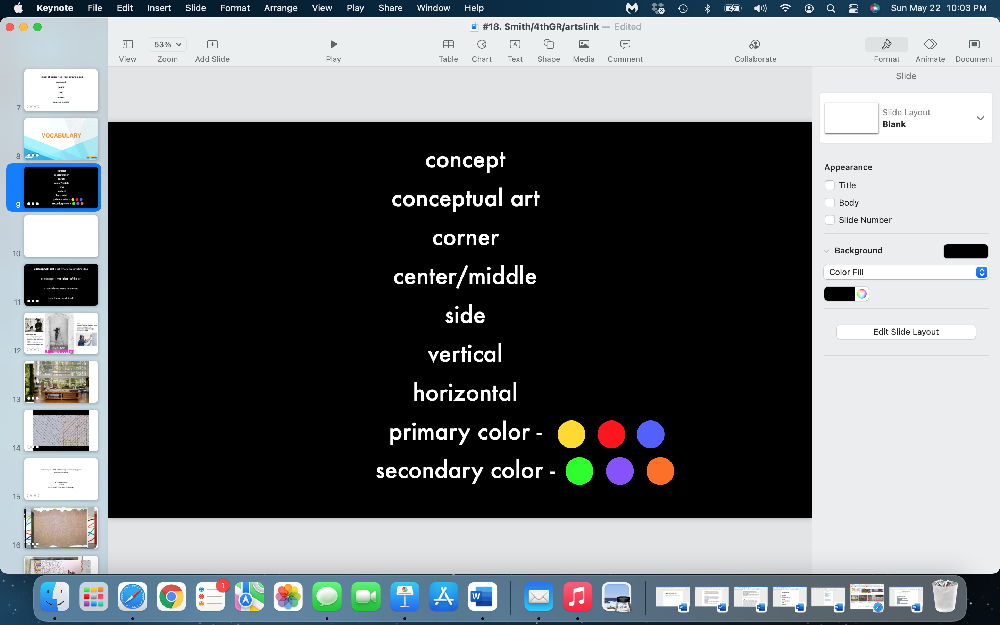 Keynote File Edit Insert Slide Format Arrange View Play Share Window Help Sun May 22 10:03 PM
#18. Smith/4thGR/artslink — Edited
53%
View Zoom Add Slide Play Table Chart Text Shape Media Comment Collaborate Format Animate Document
1 sheet of paper from your drawing pad
notebook
pencil
ruler
markers
colored pencils
7
VOCABULARY
ARTSLINK
8
concept
conceptual art
corner
center/middle
side
vertical
horizontal
primary color -
secondary color -
9
10
conceptual art : art where the artists's idea
or concept - the idea - of the art
is considered more important
than the artwork itself.
11
1928 - 2007
SOL LEWITT
12
13
14
15
16
concept
conceptual art
corner
center/middle
side
vertical
horizontal
primary color -
secondary color -
Slide
Slide Layout
Blank
Appearance
Title
Body
Slide Number
Background
Color Fill
Edit Slide Layout
1